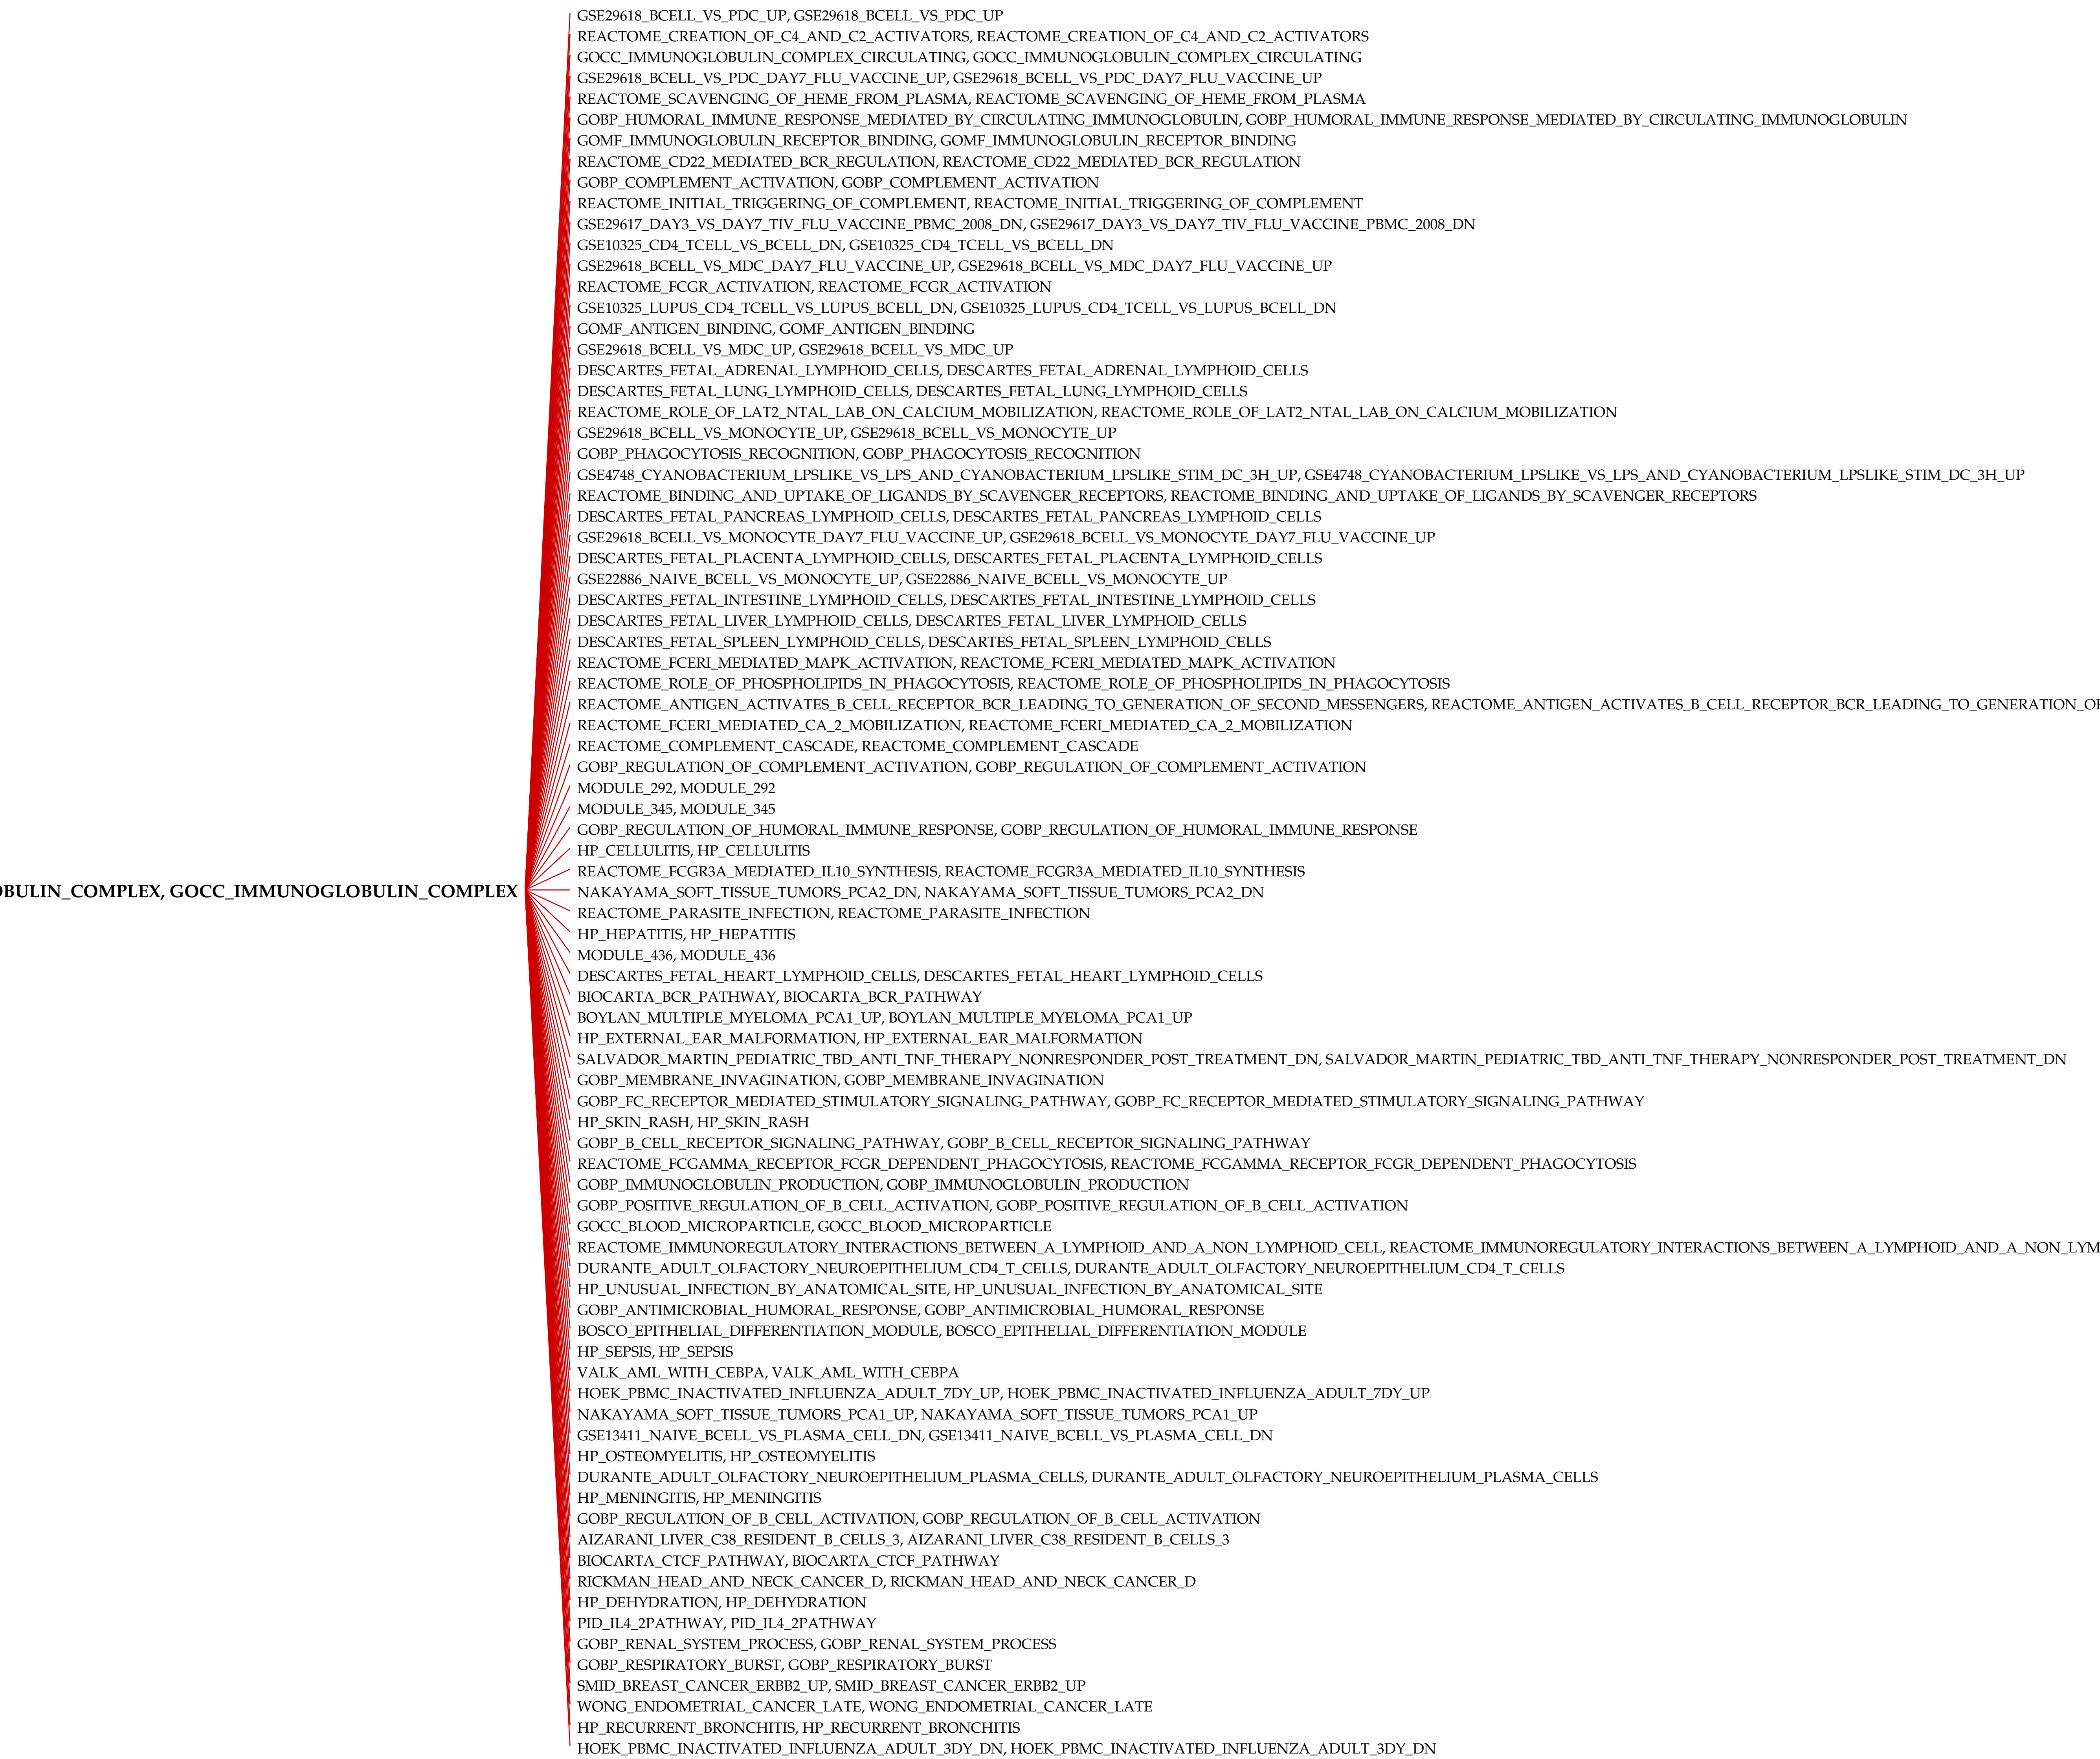 GSE29618_BCELL_VS_PDC_UP, GSE29618_BCELL_VS_PDC_UP
REACTOME_CREATION_OF_C4_AND_C2_ACTIVATORS, REACTOME_CREATION_OF_C4_AND_C2_ACTIVATORS
GOCC_IMMUNOGLOBULIN_COMPLEX_CIRCULATING, GOCC_IMMUNOGLOBULIN_COMPLEX_CIRCULATING
GSE29618_BCELL_VS_PDC_DAY7_FLU_VACCINE_UP, GSE29618_BCELL_VS_PDC_DAY7_FLU_VACCINE_UP
REACTOME_SCAVENGING_OF_HEME_FROM_PLASMA, REACTOME_SCAVENGING_OF_HEME_FROM_PLASMA
GOBP_HUMORAL_IMMUNE_RESPONSE_MEDIATED_BY_CIRCULATING_IMMUNOGLOBULIN, GOBP_HUMORAL_IMMUNE_RESPONSE_MEDIATED_BY_CIRCULATING_IMMUNOGLOBULIN
GOMF_IMMUNOGLOBULIN_RECEPTOR_BINDING, GOMF_IMMUNOGLOBULIN_RECEPTOR_BINDING
REACTOME_CD22_MEDIATED_BCR_REGULATION, REACTOME_CD22_MEDIATED_BCR_REGULATION
GOBP_COMPLEMENT_ACTIVATION, GOBP_COMPLEMENT_ACTIVATION
REACTOME_INITIAL_TRIGGERING_OF_COMPLEMENT, REACTOME_INITIAL_TRIGGERING_OF_COMPLEMENT
GSE29617_DAY3_VS_DAY7_TIV_FLU_VACCINE_PBMC_2008_DN, GSE29617_DAY3_VS_DAY7_TIV_FLU_VACCINE_PBMC_2008_DN
GSE10325_CD4_TCELL_VS_BCELL_DN, GSE10325_CD4_TCELL_VS_BCELL_DN
GSE29618_BCELL_VS_MDC_DAY7_FLU_VACCINE_UP, GSE29618_BCELL_VS_MDC_DAY7_FLU_VACCINE_UP
REACTOME_FCGR_ACTIVATION, REACTOME_FCGR_ACTIVATION
GSE10325_LUPUS_CD4_TCELL_VS_LUPUS_BCELL_DN, GSE10325_LUPUS_CD4_TCELL_VS_LUPUS_BCELL_DN
GOMF_ANTIGEN_BINDING, GOMF_ANTIGEN_BINDING
GSE29618_BCELL_VS_MDC_UP, GSE29618_BCELL_VS_MDC_UP
DESCARTES_FETAL_ADRENAL_LYMPHOID_CELLS, DESCARTES_FETAL_ADRENAL_LYMPHOID_CELLS
DESCARTES_FETAL_LUNG_LYMPHOID_CELLS, DESCARTES_FETAL_LUNG_LYMPHOID_CELLS
REACTOME_ROLE_OF_LAT2_NTAL_LAB_ON_CALCIUM_MOBILIZATION, REACTOME_ROLE_OF_LAT2_NTAL_LAB_ON_CALCIUM_MOBILIZATION
GSE29618_BCELL_VS_MONOCYTE_UP, GSE29618_BCELL_VS_MONOCYTE_UP
GOBP_PHAGOCYTOSIS_RECOGNITION, GOBP_PHAGOCYTOSIS_RECOGNITION
GSE4748_CYANOBACTERIUM_LPSLIKE_VS_LPS_AND_CYANOBACTERIUM_LPSLIKE_STIM_DC_3H_UP, GSE4748_CYANOBACTERIUM_LPSLIKE_VS_LPS_AND_CYANOBACTERIUM_LPSLIKE_STIM_DC_3H_UP
REACTOME_BINDING_AND_UPTAKE_OF_LIGANDS_BY_SCAVENGER_RECEPTORS, REACTOME_BINDING_AND_UPTAKE_OF_LIGANDS_BY_SCAVENGER_RECEPTORS
DESCARTES_FETAL_PANCREAS_LYMPHOID_CELLS, DESCARTES_FETAL_PANCREAS_LYMPHOID_CELLS
GSE29618_BCELL_VS_MONOCYTE_DAY7_FLU_VACCINE_UP, GSE29618_BCELL_VS_MONOCYTE_DAY7_FLU_VACCINE_UP
DESCARTES_FETAL_PLACENTA_LYMPHOID_CELLS, DESCARTES_FETAL_PLACENTA_LYMPHOID_CELLS
GSE22886_NAIVE_BCELL_VS_MONOCYTE_UP, GSE22886_NAIVE_BCELL_VS_MONOCYTE_UP
DESCARTES_FETAL_INTESTINE_LYMPHOID_CELLS, DESCARTES_FETAL_INTESTINE_LYMPHOID_CELLS
DESCARTES_FETAL_LIVER_LYMPHOID_CELLS, DESCARTES_FETAL_LIVER_LYMPHOID_CELLS
DESCARTES_FETAL_SPLEEN_LYMPHOID_CELLS, DESCARTES_FETAL_SPLEEN_LYMPHOID_CELLS
REACTOME_FCERI_MEDIATED_MAPK_ACTIVATION, REACTOME_FCERI_MEDIATED_MAPK_ACTIVATION
REACTOME_ROLE_OF_PHOSPHOLIPIDS_IN_PHAGOCYTOSIS, REACTOME_ROLE_OF_PHOSPHOLIPIDS_IN_PHAGOCYTOSIS
REACTOME_ANTIGEN_ACTIVATES_B_CELL_RECEPTOR_BCR_LEADING_TO_GENERATION_OF_SECOND_MESSENGERS, REACTOME_ANTIGEN_ACTIVATES_B_CELL_RECEPTOR_BCR_LEADING_TO_GENERATION_OF
REACTOME_FCERI_MEDIATED_CA_2_MOBILIZATION, REACTOME_FCERI_MEDIATED_CA_2_MOBILIZATION
REACTOME_COMPLEMENT_CASCADE, REACTOME_COMPLEMENT_CASCADE
GOBP_REGULATION_OF_COMPLEMENT_ACTIVATION, GOBP_REGULATION_OF_COMPLEMENT_ACTIVATION
MODULE_292, MODULE_292
MODULE_345, MODULE_345
GOBP_REGULATION_OF_HUMORAL_IMMUNE_RESPONSE, GOBP_REGULATION_OF_HUMORAL_IMMUNE_RESPONSE
HP_CELLULITIS, HP_CELLULITIS
REACTOME_FCGR3A_MEDIATED_IL10_SYNTHESIS, REACTOME_FCGR3A_MEDIATED_IL10_SYNTHESIS
OBULIN_COMPLEX, GOCC_IMMUNOGLOBULIN_COMPLEX
NAKAYAMA_SOFT_TISSUE_TUMORS_PCA2_DN, NAKAYAMA_SOFT_TISSUE_TUMORS_PCA2_DN
REACTOME_PARASITE_INFECTION, REACTOME_PARASITE_INFECTION
HP_HEPATITIS, HP_HEPATITIS
MODULE_436, MODULE_436
DESCARTES_FETAL_HEART_LYMPHOID_CELLS, DESCARTES_FETAL_HEART_LYMPHOID_CELLS
BIOCARTA_BCR_PATHWAY, BIOCARTA_BCR_PATHWAY
BOYLAN_MULTIPLE_MYELOMA_PCA1_UP, BOYLAN_MULTIPLE_MYELOMA_PCA1_UP
HP_EXTERNAL_EAR_MALFORMATION, HP_EXTERNAL_EAR_MALFORMATION
SALVADOR_MARTIN_PEDIATRIC_TBD_ANTI_TNF_THERAPY_NONRESPONDER_POST_TREATMENT_DN, SALVADOR_MARTIN_PEDIATRIC_TBD_ANTI_TNF_THERAPY_NONRESPONDER_POST_TREATMENT_DN
GOBP_MEMBRANE_INVAGINATION, GOBP_MEMBRANE_INVAGINATION
GOBP_FC_RECEPTOR_MEDIATED_STIMULATORY_SIGNALING_PATHWAY, GOBP_FC_RECEPTOR_MEDIATED_STIMULATORY_SIGNALING_PATHWAY
HP_SKIN_RASH, HP_SKIN_RASH
GOBP_B_CELL_RECEPTOR_SIGNALING_PATHWAY, GOBP_B_CELL_RECEPTOR_SIGNALING_PATHWAY
REACTOME_FCGAMMA_RECEPTOR_FCGR_DEPENDENT_PHAGOCYTOSIS, REACTOME_FCGAMMA_RECEPTOR_FCGR_DEPENDENT_PHAGOCYTOSIS
GOBP_IMMUNOGLOBULIN_PRODUCTION, GOBP_IMMUNOGLOBULIN_PRODUCTION
GOBP_POSITIVE_REGULATION_OF_B_CELL_ACTIVATION, GOBP_POSITIVE_REGULATION_OF_B_CELL_ACTIVATION
GOCC_BLOOD_MICROPARTICLE, GOCC_BLOOD_MICROPARTICLE
REACTOME_IMMUNOREGULATORY_INTERACTIONS_BETWEEN_A_LYMPHOID_AND_A_NON_LYMPHOID_CELL, REACTOME_IMMUNOREGULATORY_INTERACTIONS_BETWEEN_A_LYMPHOID_AND_A_NON_LYM
DURANTE_ADULT_OLFACTORY_NEUROEPITHELIUM_CD4_T_CELLS, DURANTE_ADULT_OLFACTORY_NEUROEPITHELIUM_CD4_T_CELLS
HP_UNUSUAL_INFECTION_BY_ANATOMICAL_SITE, HP_UNUSUAL_INFECTION_BY_ANATOMICAL_SITE
GOBP_ANTIMICROBIAL_HUMORAL_RESPONSE, GOBP_ANTIMICROBIAL_HUMORAL_RESPONSE
BOSCO_EPITHELIAL_DIFFERENTIATION_MODULE, BOSCO_EPITHELIAL_DIFFERENTIATION_MODULE
HP_SEPSIS, HP_SEPSIS
VALK_AML_WITH_CEBPA, VALK_AML_WITH_CEBPA
HOEK_PBMC_INACTIVATED_INFLUENZA_ADULT_7DY_UP, HOEK_PBMC_INACTIVATED_INFLUENZA_ADULT_7DY_UP
NAKAYAMA_SOFT_TISSUE_TUMORS_PCA1_UP, NAKAYAMA_SOFT_TISSUE_TUMORS_PCA1_UP
GSE13411_NAIVE_BCELL_VS_PLASMA_CELL_DN, GSE13411_NAIVE_BCELL_VS_PLASMA_CELL_DN
HP_OSTEOMYELITIS, HP_OSTEOMYELITIS
DURANTE_ADULT_OLFACTORY_NEUROEPITHELIUM_PLASMA_CELLS, DURANTE_ADULT_OLFACTORY_NEUROEPITHELIUM_PLASMA_CELLS
HP_MENINGITIS, HP_MENINGITIS
GOBP_REGULATION_OF_B_CELL_ACTIVATION, GOBP_REGULATION_OF_B_CELL_ACTIVATION
AIZARANI_LIVER_C38_RESIDENT_B_CELLS_3, AIZARANI_LIVER_C38_RESIDENT_B_CELLS_3
BIOCARTA_CTCF_PATHWAY, BIOCARTA_CTCF_PATHWAY
RICKMAN_HEAD_AND_NECK_CANCER_D, RICKMAN_HEAD_AND_NECK_CANCER_D
HP_DEHYDRATION, HP_DEHYDRATION
PID_IL4_2PATHWAY, PID_IL4_2PATHWAY
GOBP_RENAL_SYSTEM_PROCESS, GOBP_RENAL_SYSTEM_PROCESS
GOBP_RESPIRATORY_BURST, GOBP_RESPIRATORY_BURST
SMID_BREAST_CANCER_ERBB2_UP, SMID_BREAST_CANCER_ERBB2_UP
WONG_ENDOMETRIAL_CANCER_LATE, WONG_ENDOMETRIAL_CANCER_LATE
HP_RECURRENT_BRONCHITIS, HP_RECURRENT_BRONCHITIS
HOEK_PBMC_INACTIVATED_INFLUENZA_ADULT_3DY_DN, HOEK_PBMC_INACTIVATED_INFLUENZA_ADULT_3DY_DN